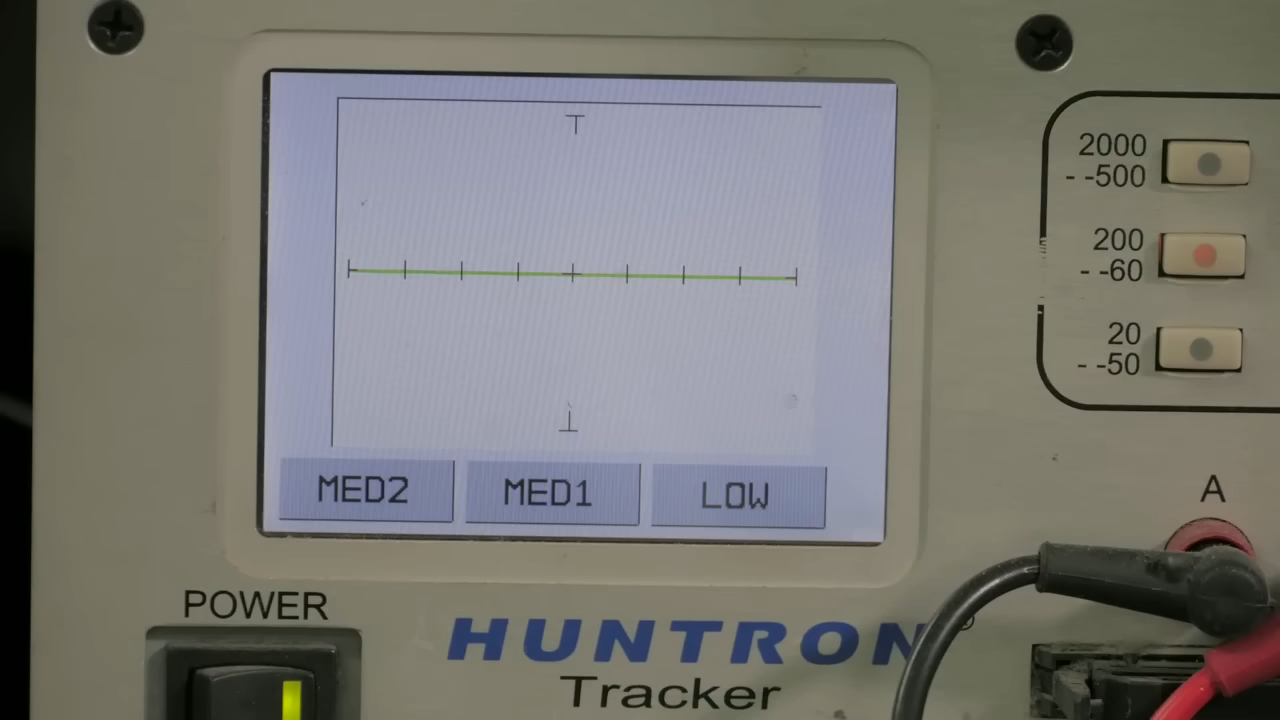 2000
- -500
200
- -60
20
- -50
MED2 MED1 LOW
A
POWER
HUNTRON®
Tracker